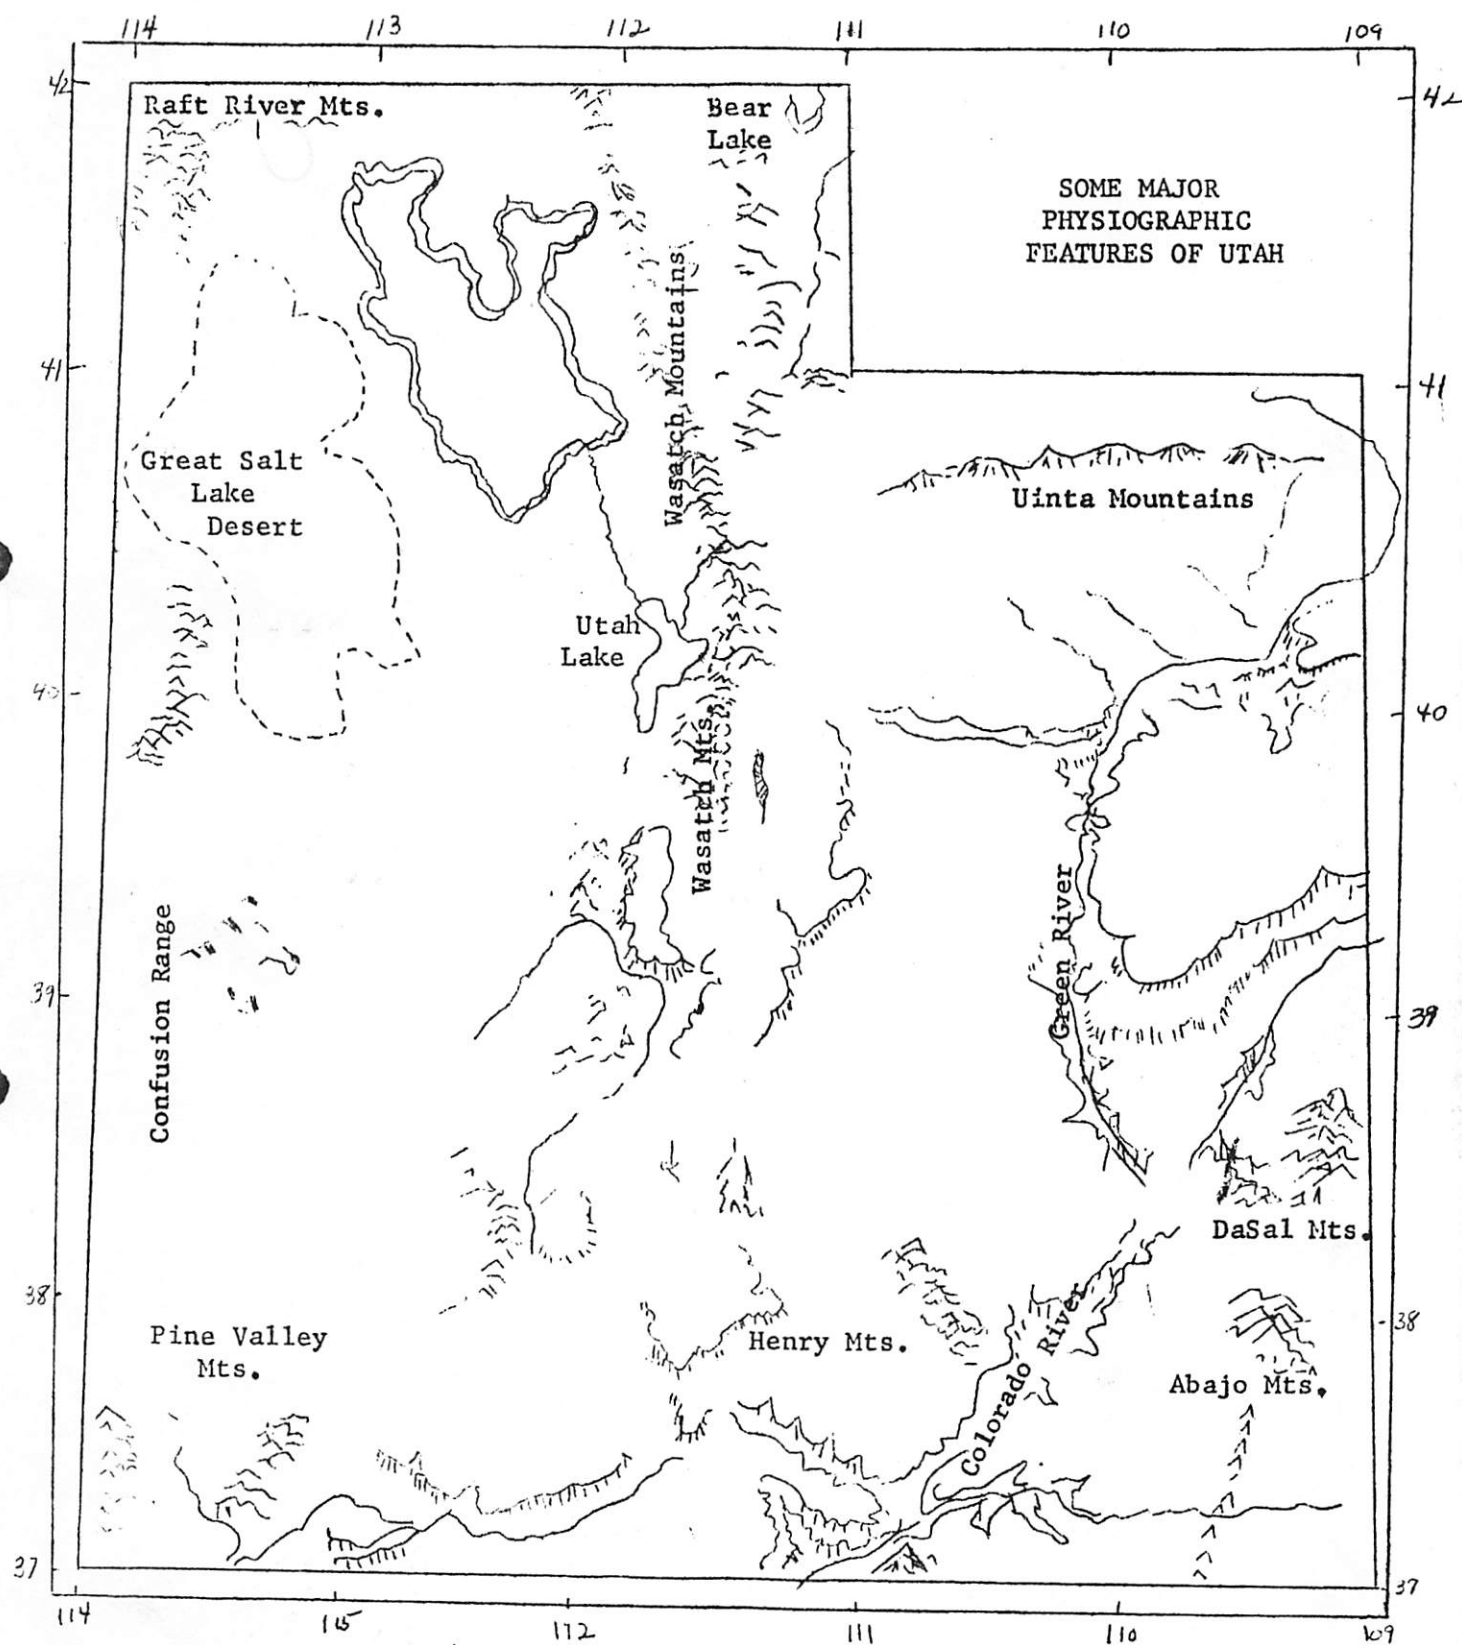 114 113 112 111 110 109
42
42
Raft River Mts.
Bear
Lake
SOME MAJOR
PHYSIOGRAPHIC
FEATURES OF UTAH
Wasatch Mountains
41
41
Great Salt
Lake
Desert
Uinta Mountains
Utah
Lake
40
40
Wasatch Mts.
Confusion Range
Green River
39
39
DaSal Mts.
38
38
Pine Valley
Mts.
Henry Mts.
Colorado River
Abajo Mts.
37
37
114 112 111 110 109